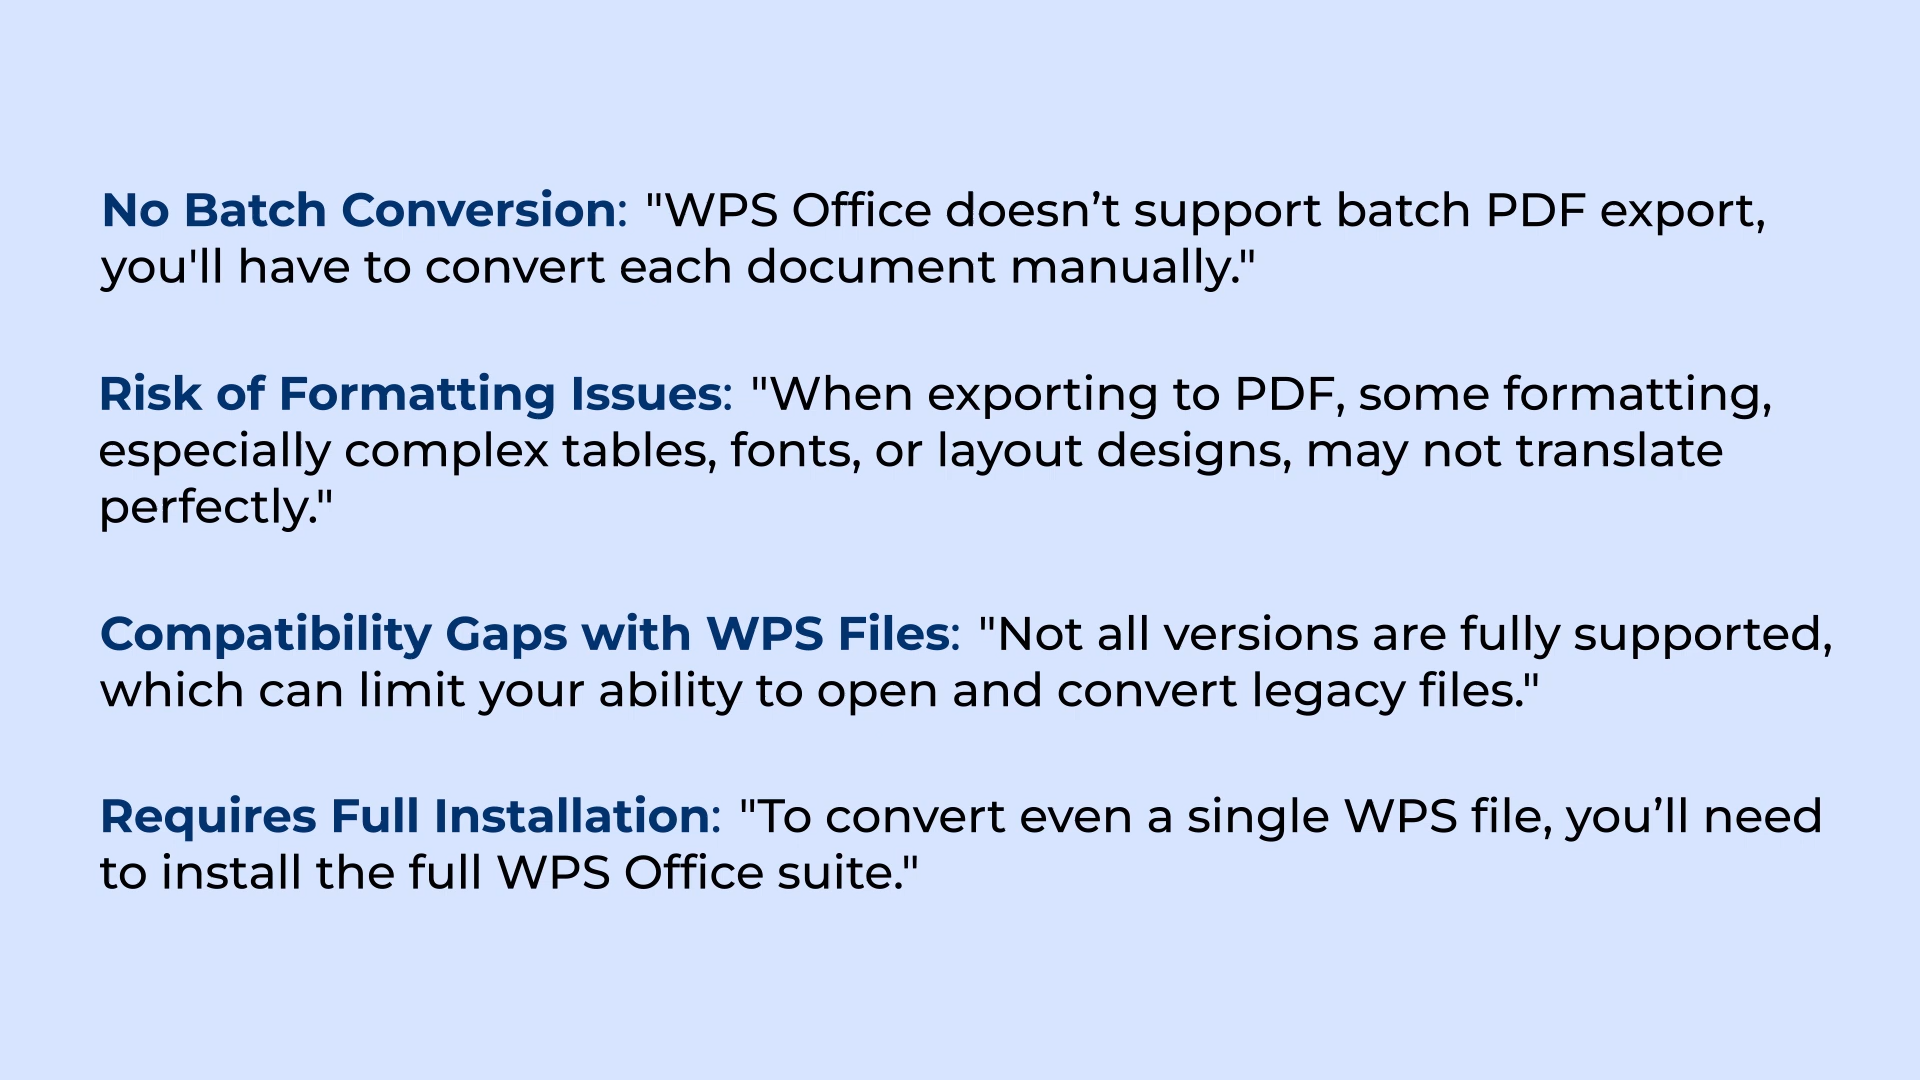 No Batch Conversion: "WPS Office doesn’t support batch PDF export,
you'll have to convert each document manually."
Risk of Formatting Issues: "When exporting to PDF, some formatting,
especially complex tables, fonts, or layout designs, may not translate
perfectly."
Compatibility Gaps with WPS Files: "Not all versions are fully supported,
which can limit your ability to open and convert legacy files."
Requires Full Installation: "To convert even a single WPS file, you’ll need
to install the full WPS Office suite."